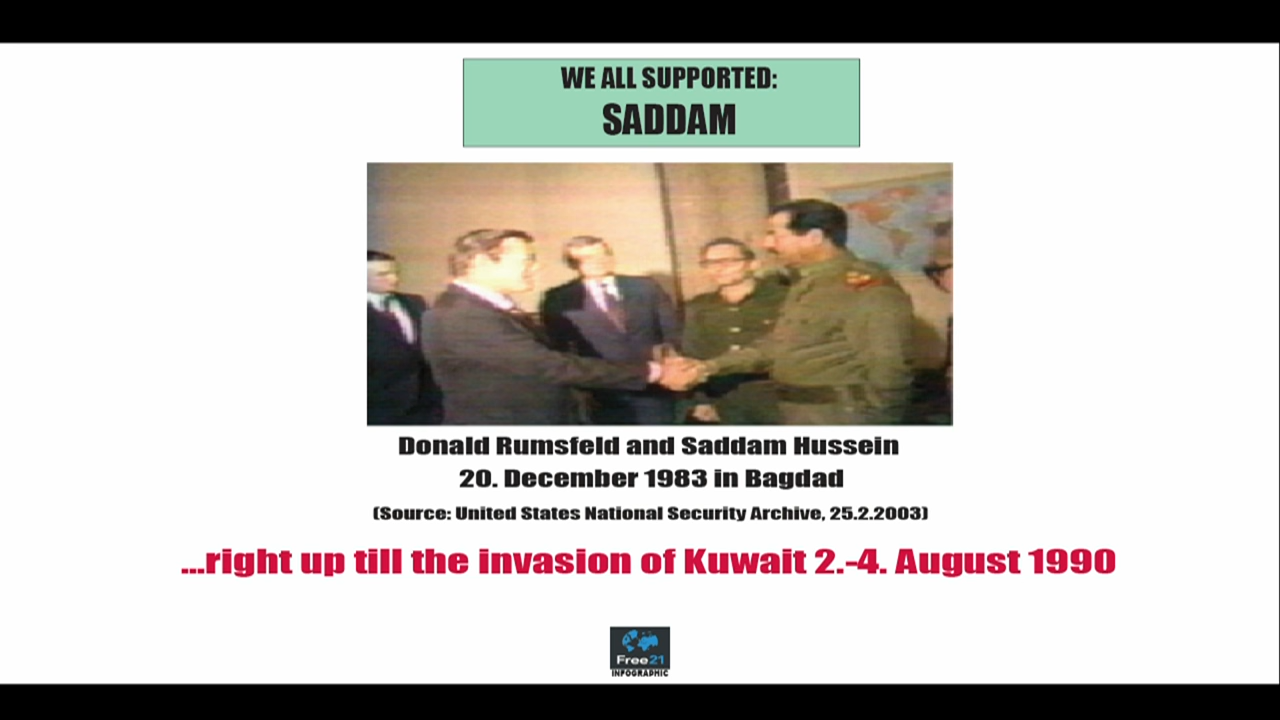 WE ALL SUPPORTED:
SADDAM
Donald Rumsfeld and Saddam Hussein
20. December 1983 in Bagdad
(Source: United States National Security Archive, 25.2.2003)
...right up till the invasion of Kuwait 2.-4. August 1990
Free21
INFOGRAPHIC